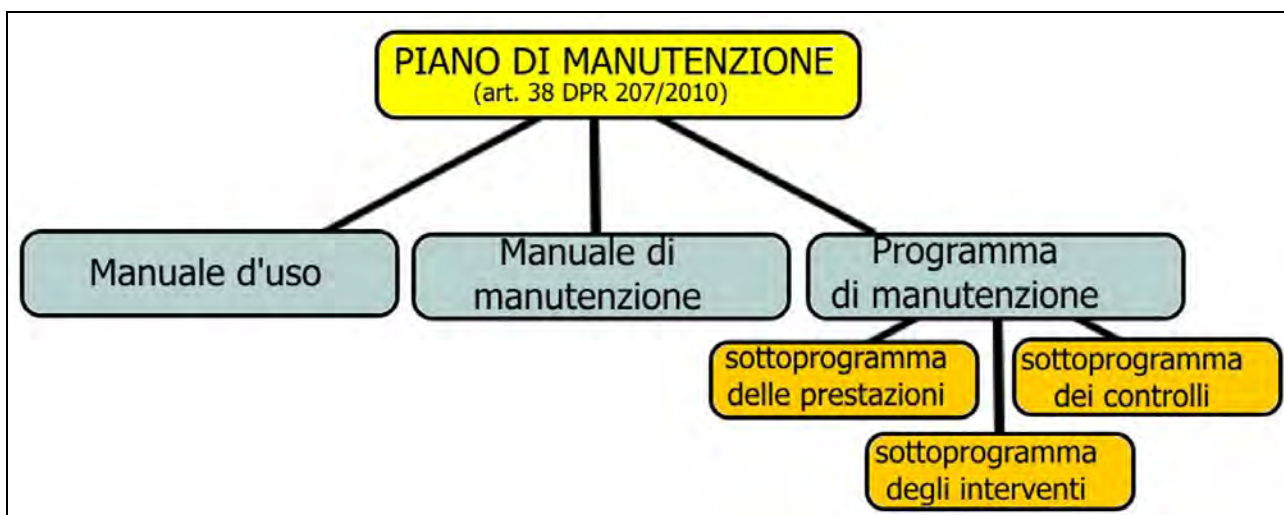 PIANO DI MANUTENZIONE
(art. 38 DPR 207/2010)
Manuale d'uso
Manuale di
manutenzione
Programma
di manutenzione
sottoprogramma
delle prestazioni
sottoprogramma
dei controlli
sottoprogramma
degli interventi